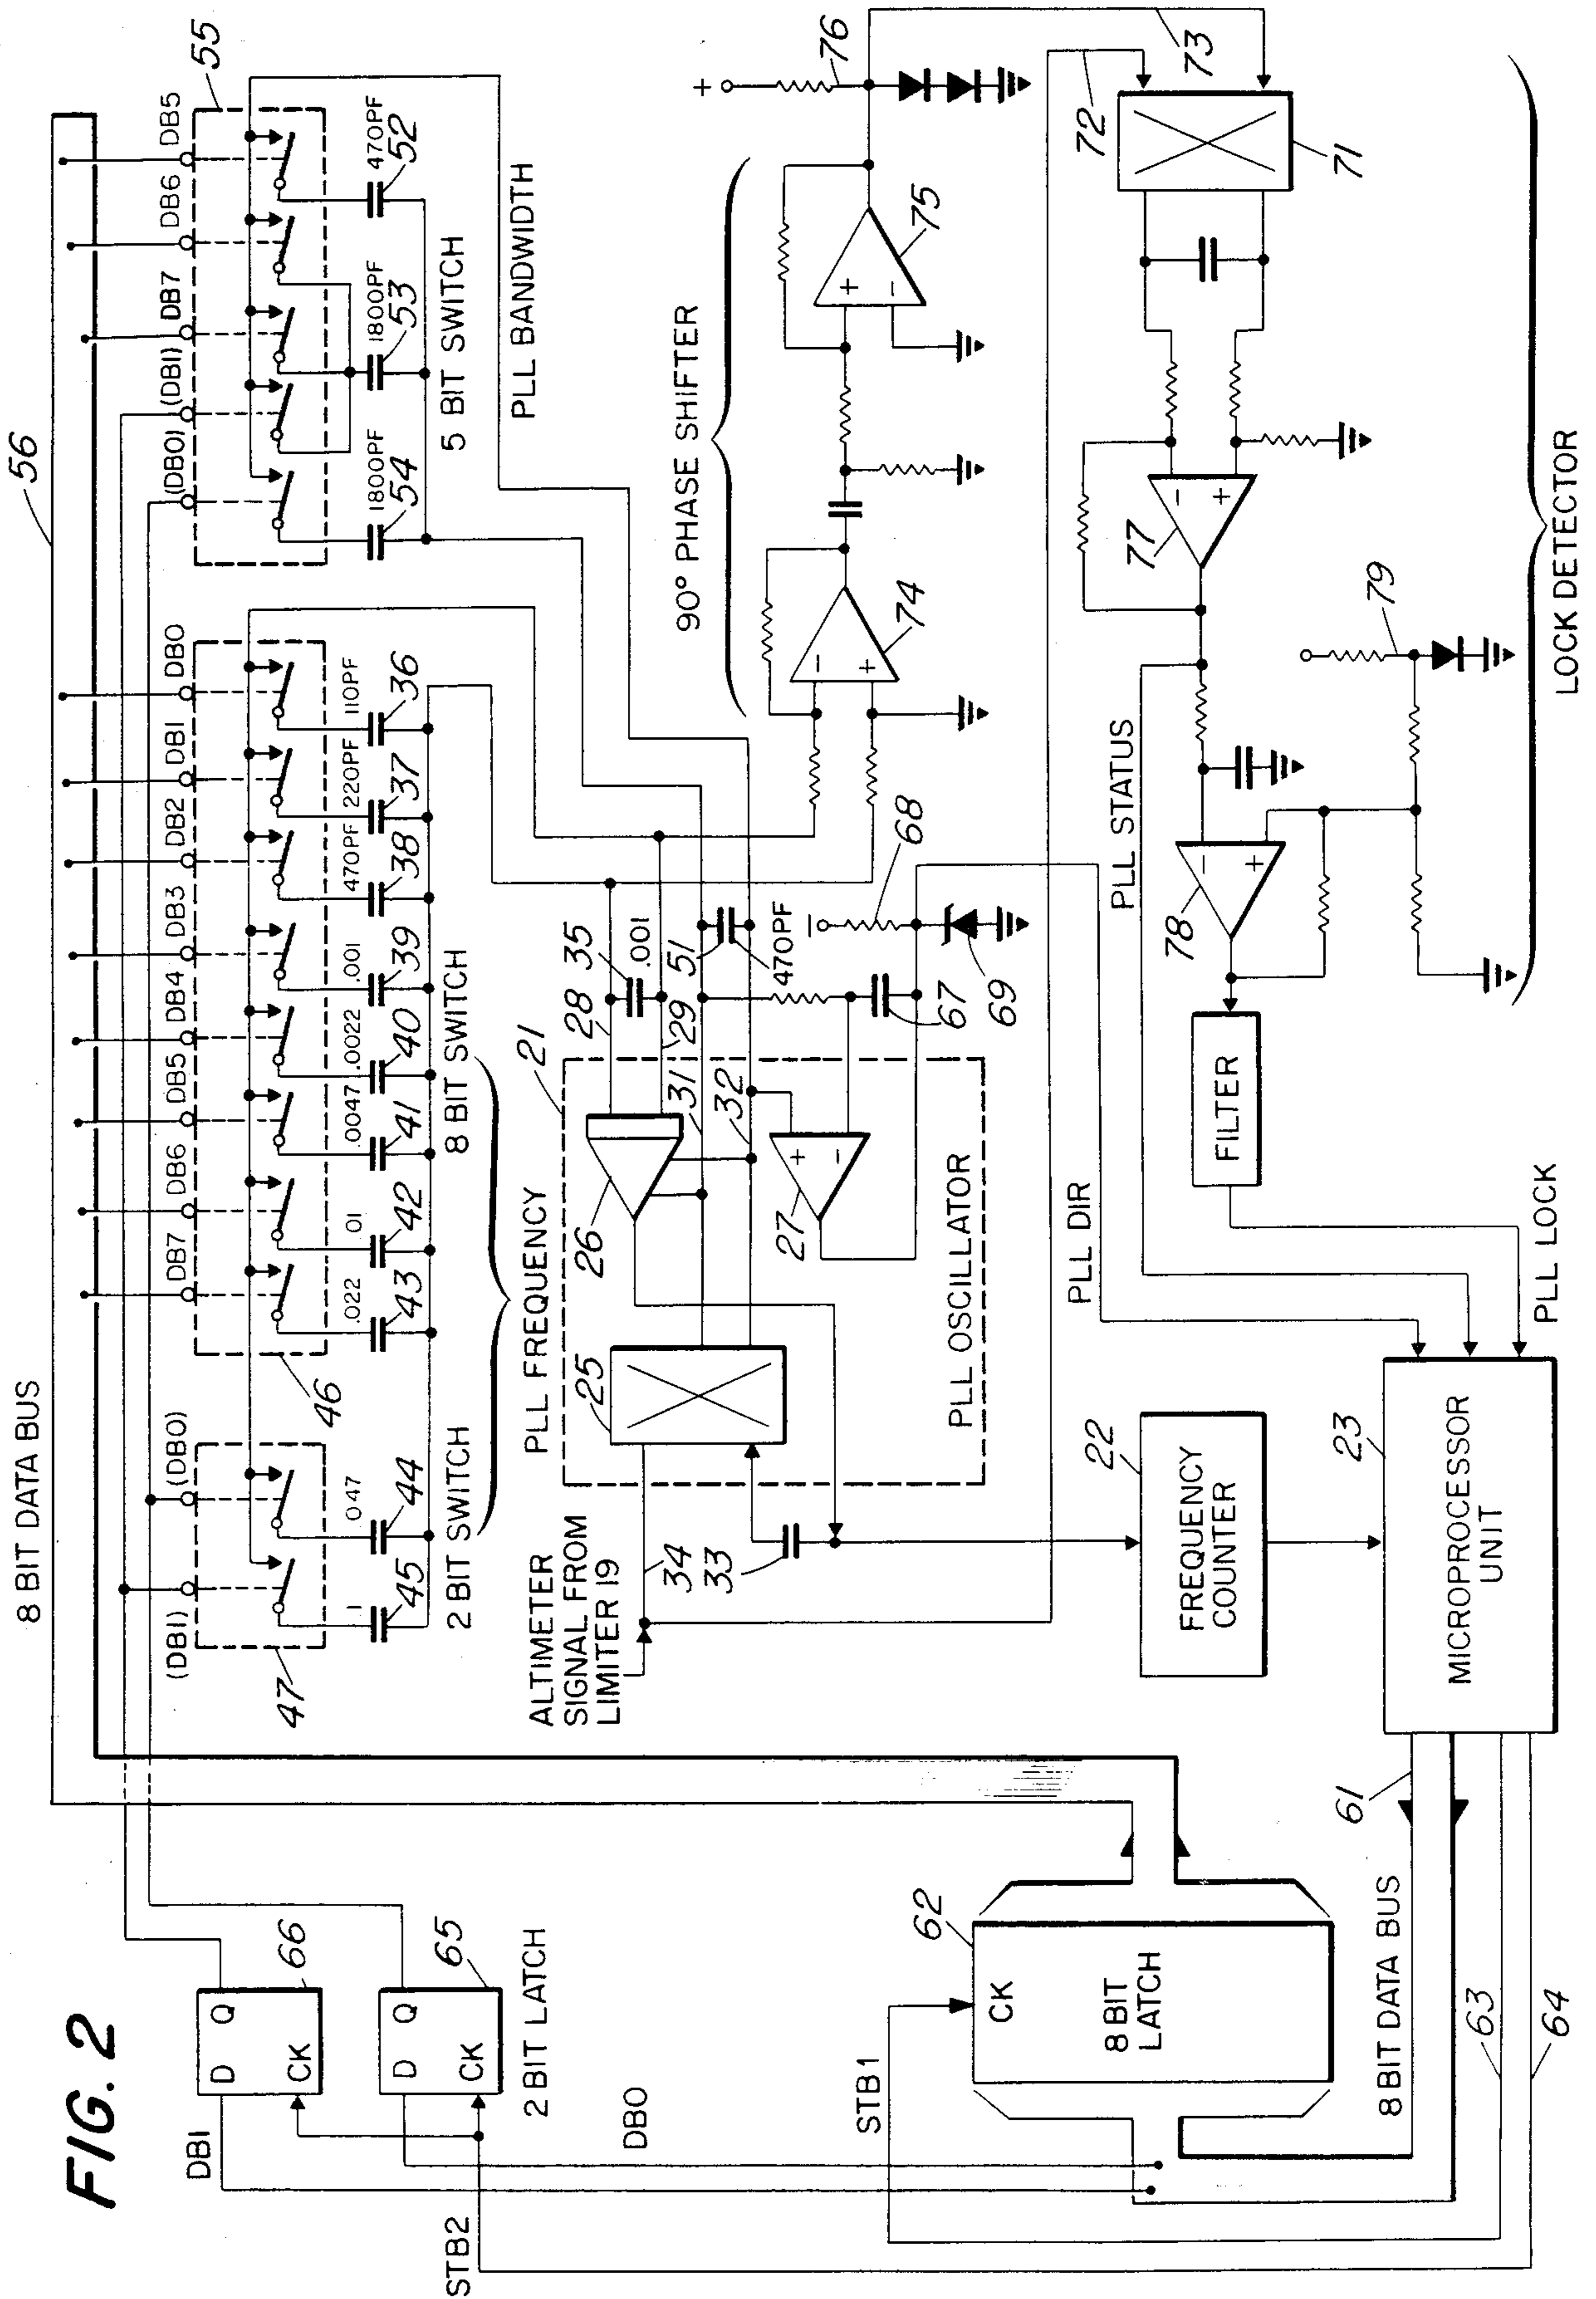 FIG. 2
8 BIT DATA BUS
56
55
(DB1)
(DB0)
DB7
DB6
DB5
DB4
DB3
DB2
DB1
DB0
(DB0)
(DB1)
DB7
DB6
DB5
47
46
.1
.047
.022
.01
.0047
.0022
.001
470PF
220PF
110PF
1800PF
1800PF
470PF
45
44
43
42
41
40
39
38
37
36
54
53
52
2 BIT SWITCH
8 BIT SWITCH
5 BIT SWITCH
PLL FREQUENCY
PLL BANDWIDTH
DB1
D
Q
CK
66
D
Q
CK
65
2 BIT LATCH
STB2
DB0
ALTIMETER
SIGNAL FROM
LIMITER 19
34
33
21
25
26
27
28
29
31
32
35
.001
51
470PF
67
68
69
–
PLL OSCILLATOR
90° PHASE SHIFTER
–
+
74
+
–
75
+
76
+
–
72
73
71
STB1
CK
8 BIT
LATCH
62
22
FREQUENCY
COUNTER
PLL DIR
PLL STATUS
PLL LOCK
FILTER
–
+
78
–
+
77
79
LOCK DETECTOR
23
MICROPROCESSOR
UNIT
8 BIT DATA BUS
61
63
64